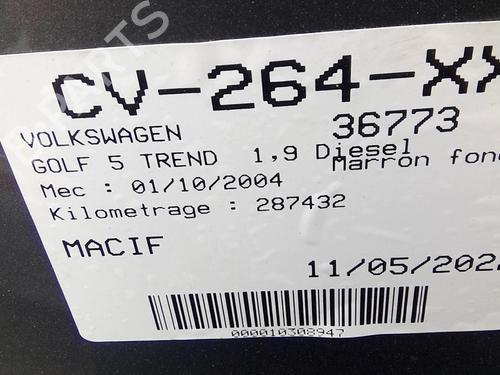 CV-264-XX
VOLKSWAGEN 36773
GOLF 5 TREND 1,9 Diesel
Marron fonc
Mec : 01/10/2004
Kilometrage : 287432
MACIF
11/05/202
000010308947